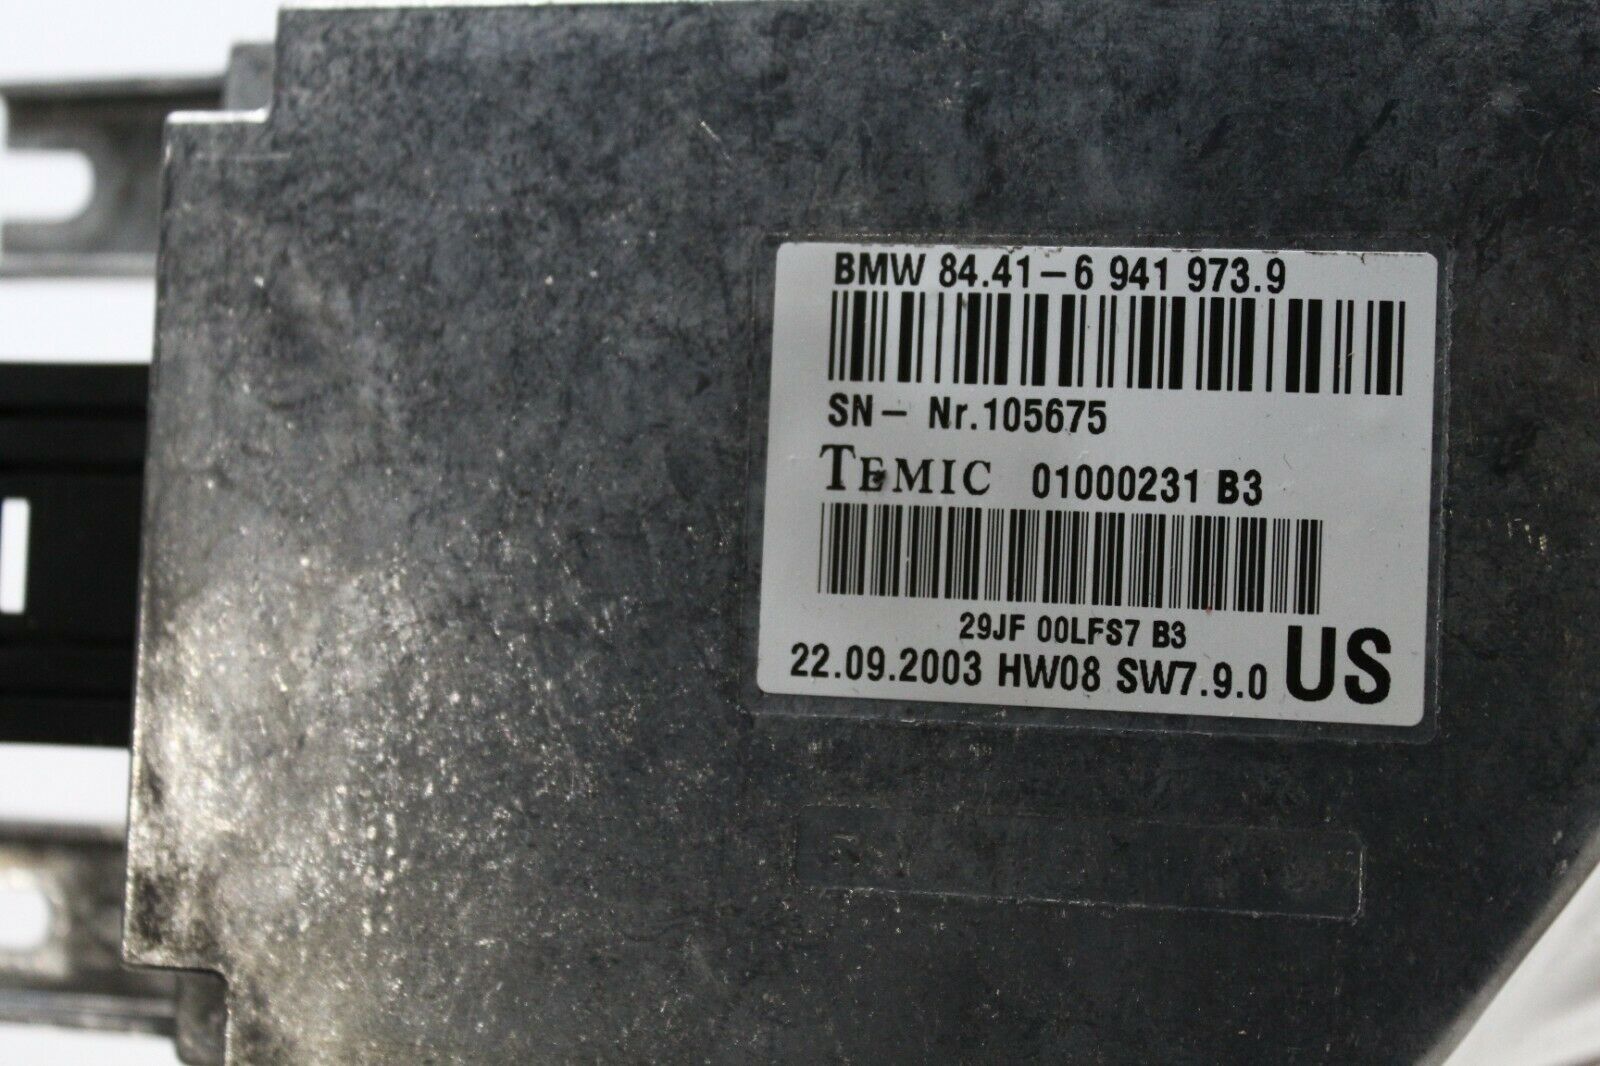 BMW 84.41-6 941 973.9
SN- Nr.105675
TEMIC 01000231 B3
29JF 00LFS7 B3
22.09.2003 HW08 SW7.9.0 US